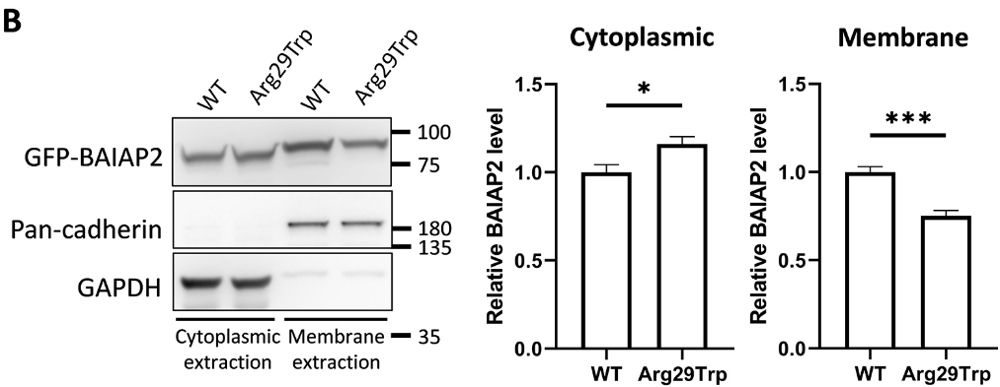 B
WT
Arg29Trp
WT
Arg29Trp
GFP-BAIAP2
100
75
Pan-cadherin
180
135
GAPDH
35
Cytoplasmic
extraction
Membrane
extraction
Cytoplasmic
Relative BAIAP2 level
1.5
1.0
0.5
0.0
*
WT
Arg29Trp
Membrane
Relative BAIAP2 level
1.5
1.0
0.5
0.0
***
WT
Arg29Trp